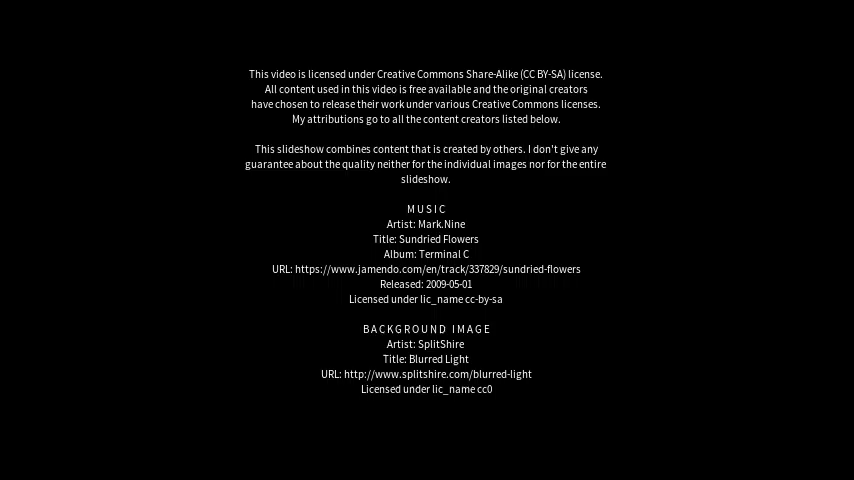 This video is licensed under Creative Commons Share-Alike (CC BY-SA) license.
All content used in this video is free available and the original creators
have chosen to release their work under various Creative Commons licenses.
My attributions go to all the content creators listed below.
This slideshow combines content that is created by others. I don't give any
guarantee about the quality neither for the individual images nor for the entire
slideshow.
MUSIC
Artist: Mark.Nine
Title: Sundried Flowers
Album: Terminal C
URL: https://www.jamendo.com/en/track/337829/sundried-flowers
Released: 2009-05-01
Licensed under lic_name cc-by-sa
BACKGROUND IMAGE
Artist: SplitShire
Title: Blurred Light
URL: http://www.splitshire.com/blurred-light
Licensed under lic_name cc0